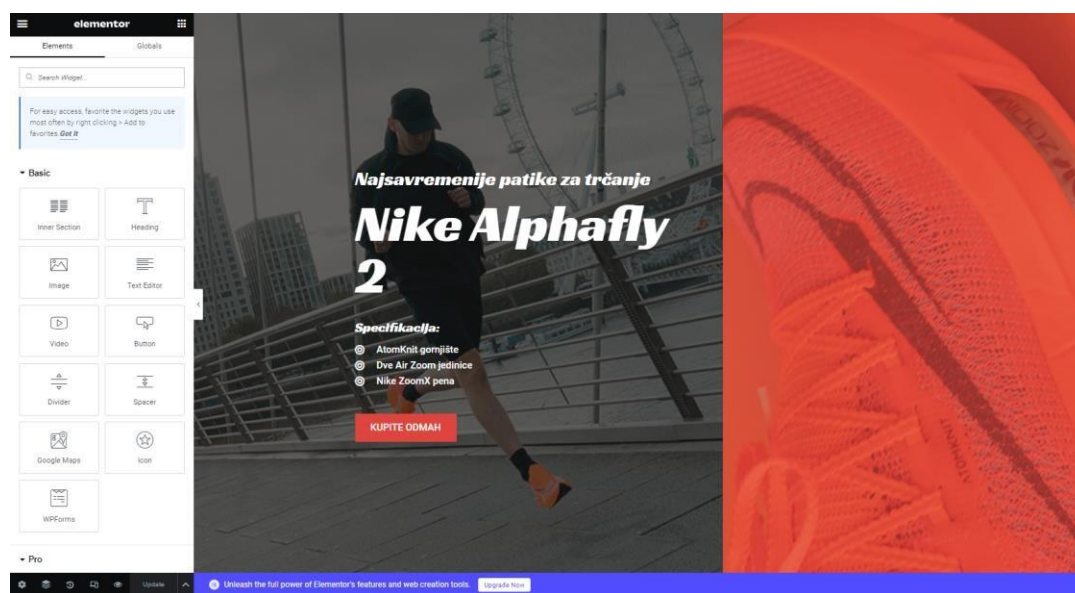 elementor
Elements
Globals
Search Widget...
For easy access, favorite the widgets you use
most often by right clicking > Add to
favorites. Got It
Basic
Inner Section
Heading
Image
Text Editor
Video
Button
Divider
Spacer
Google Maps
Icon
WPForms
Pro
Update
Najsavremenije patike za trčanje
Nike Alphafly
2
Specifikacija:
AtomKnit gornjište
Dve Air Zoom jedinice
Nike ZoomX pena
KUPITE ODMAH
Unleash the full power of Elementor's features and web creation tools.
Upgrade Now